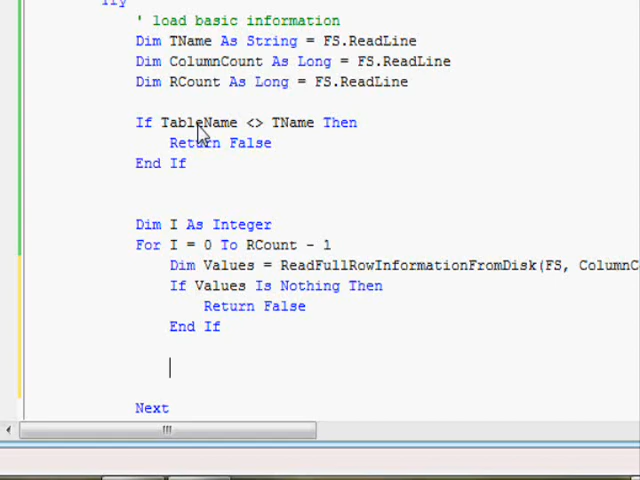 Try
' load basic information
Dim TName As String = FS.ReadLine
Dim ColumnCount As Long = FS.ReadLine
Dim RCount As Long = FS.ReadLine
If TableName <> TName Then
Return False
End If
Dim I As Integer
For I = 0 To RCount - 1
Dim Values = ReadFullRowInformationFromDisk(FS, ColumnC
If Values Is Nothing Then
Return False
End If
Next